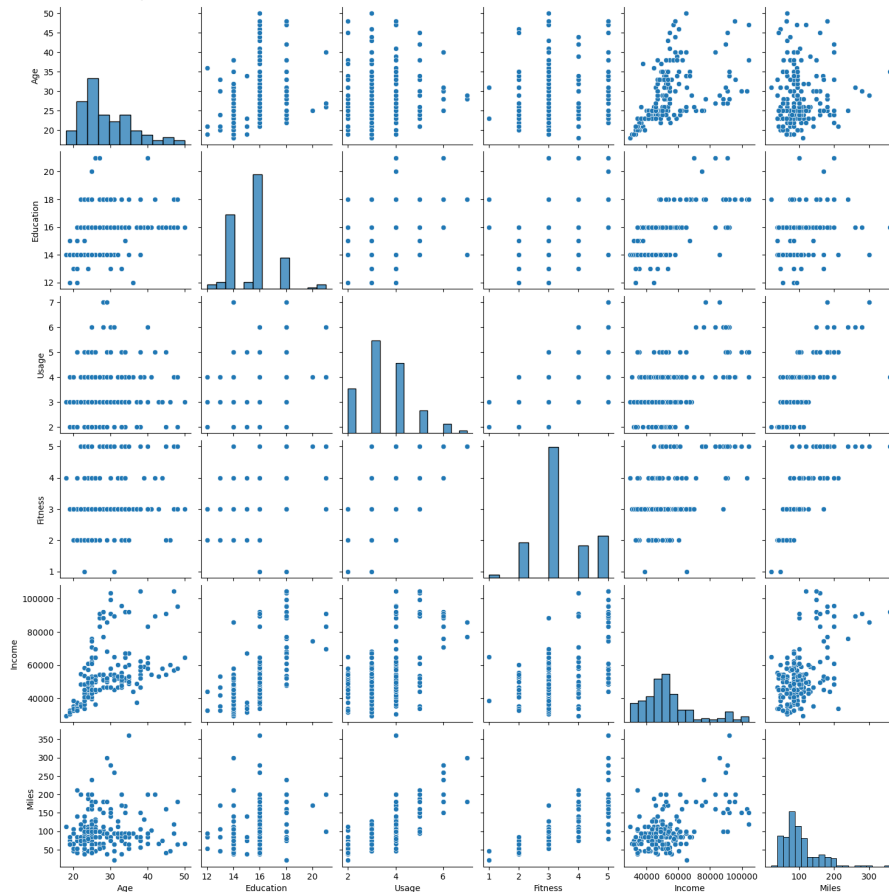 50
45
40
35
30
25
20
Age
20
18
16
14
12
Education
7
6
5
4
3
2
Usage
5
4
3
2
1
Fitness
100000
80000
60000
40000
Income
350
300
250
200
150
100
50
Miles
20 30 40 50
12 14 16 18 20
2 4 6
1 2 3 4 5
40000 60000 80000 100000
100 200 300
Age Education Usage Fitness Income Miles